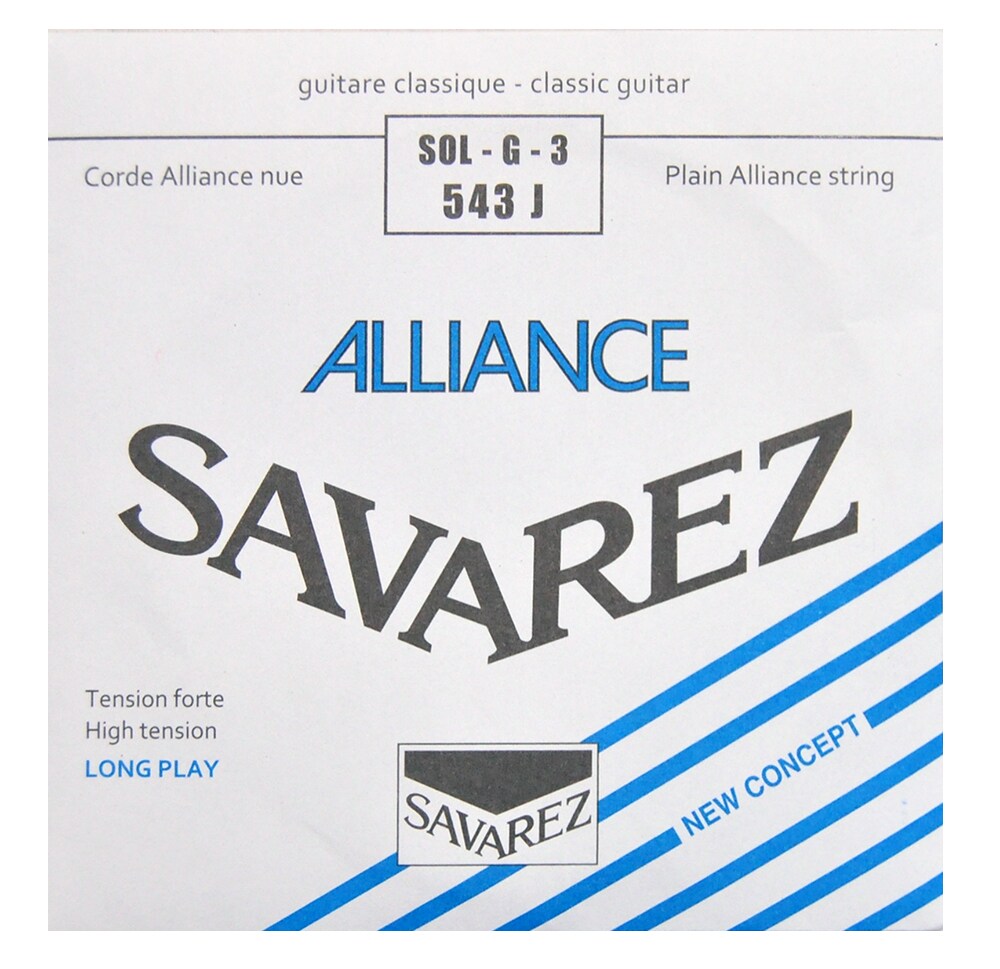 guitare classique - classic guitar
SOL - G - 3
543 J
Corde Alliance nue
Plain Alliance string
ALLIANCE
SAVAREZ
Tension forte
High tension
LONG PLAY
NEW CONCEPT
SAVAREZ